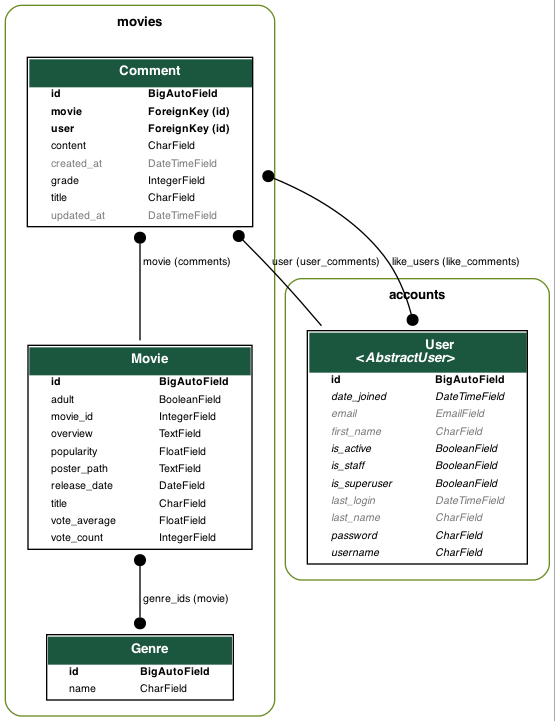 movies
Comment
id BigAutoField
movie ForeignKey (id)
user ForeignKey (id)
content CharField
created_at DateTimeField
grade IntegerField
title CharField
updated_at DateTimeField
movie (comments)
user (user_comments)
like_users (like_comments)
accounts
Movie
id BigAutoField
adult BooleanField
movie_id IntegerField
overview TextField
popularity FloatField
poster_path TextField
release_date DateField
title CharField
vote_average FloatField
vote_count IntegerField
User
<AbstractUser>
id BigAutoField
date_joined DateTimeField
email EmailField
first_name CharField
is_active BooleanField
is_staff BooleanField
is_superuser BooleanField
last_login DateTimeField
last_name CharField
password CharField
username CharField
genre_ids (movie)
Genre
id BigAutoField
name CharField